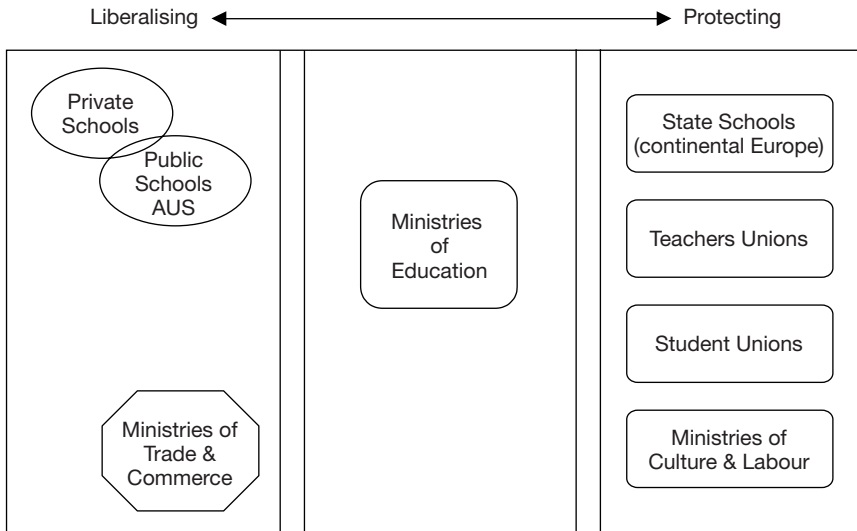 Liberalising
Protecting
Private
Schools
Public
Schools
AUS
Ministries of
Trade &
Commerce
Ministries
of
Education
State Schools
(continental Europe)
Teachers Unions
Student Unions
Ministries of
Culture & Labour